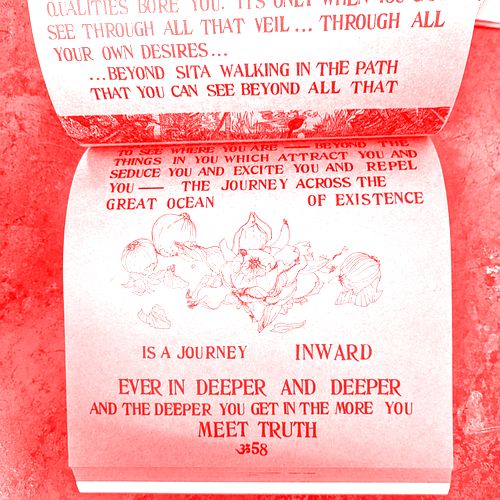 QUALITIES BORE YOU. IT'S ONLY WHEN YOU CAN
SEE THROUGH ALL THAT VEIL... THROUGH ALL
YOUR OWN DESIRES...
...BEYOND SITA WALKING IN THE PATH
THAT YOU CAN SEE BEYOND ALL THAT
TO SEE WHERE YOU ARE — BEYOND THE
THINGS IN YOU WHICH ATTRACT YOU AND
SEDUCE YOU AND EXCITE YOU AND REPEL
YOU — THE JOURNEY ACROSS THE
GREAT OCEAN OF EXISTENCE
IS A JOURNEY INWARD
EVER IN DEEPER AND DEEPER
AND THE DEEPER YOU GET IN THE MORE YOU
MEET TRUTH
ॐ58